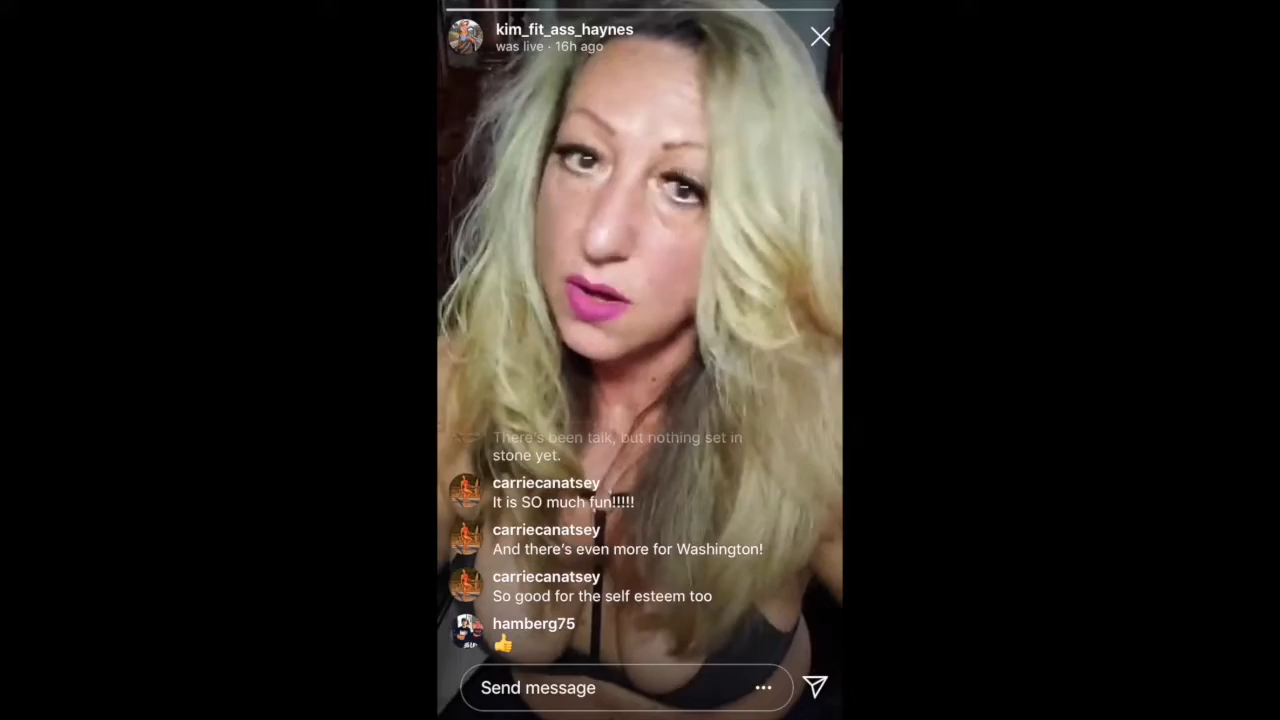 kim_fit_ass_haynes
was live · 16h ago
There's been talk, but nothing set in
stone yet.
carriecanatsey
It is SO much fun!!!!!
carriecanatsey
And there's even more for Washington!
carriecanatsey
So good for the self esteem too
hamberg75
👍
Send message